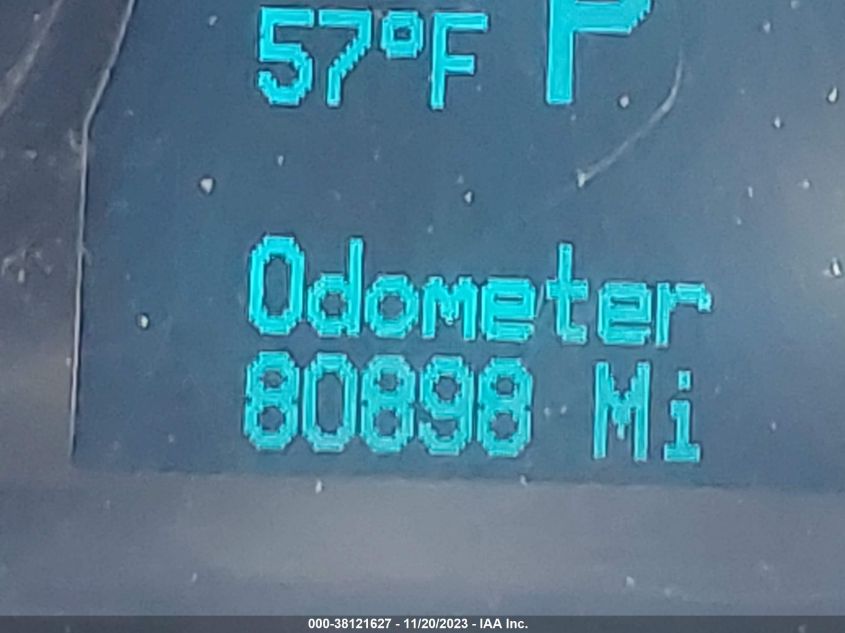 57°F P
Odometer
80898 Mi
000-38121627 - 11/20/2023 - IAA Inc.